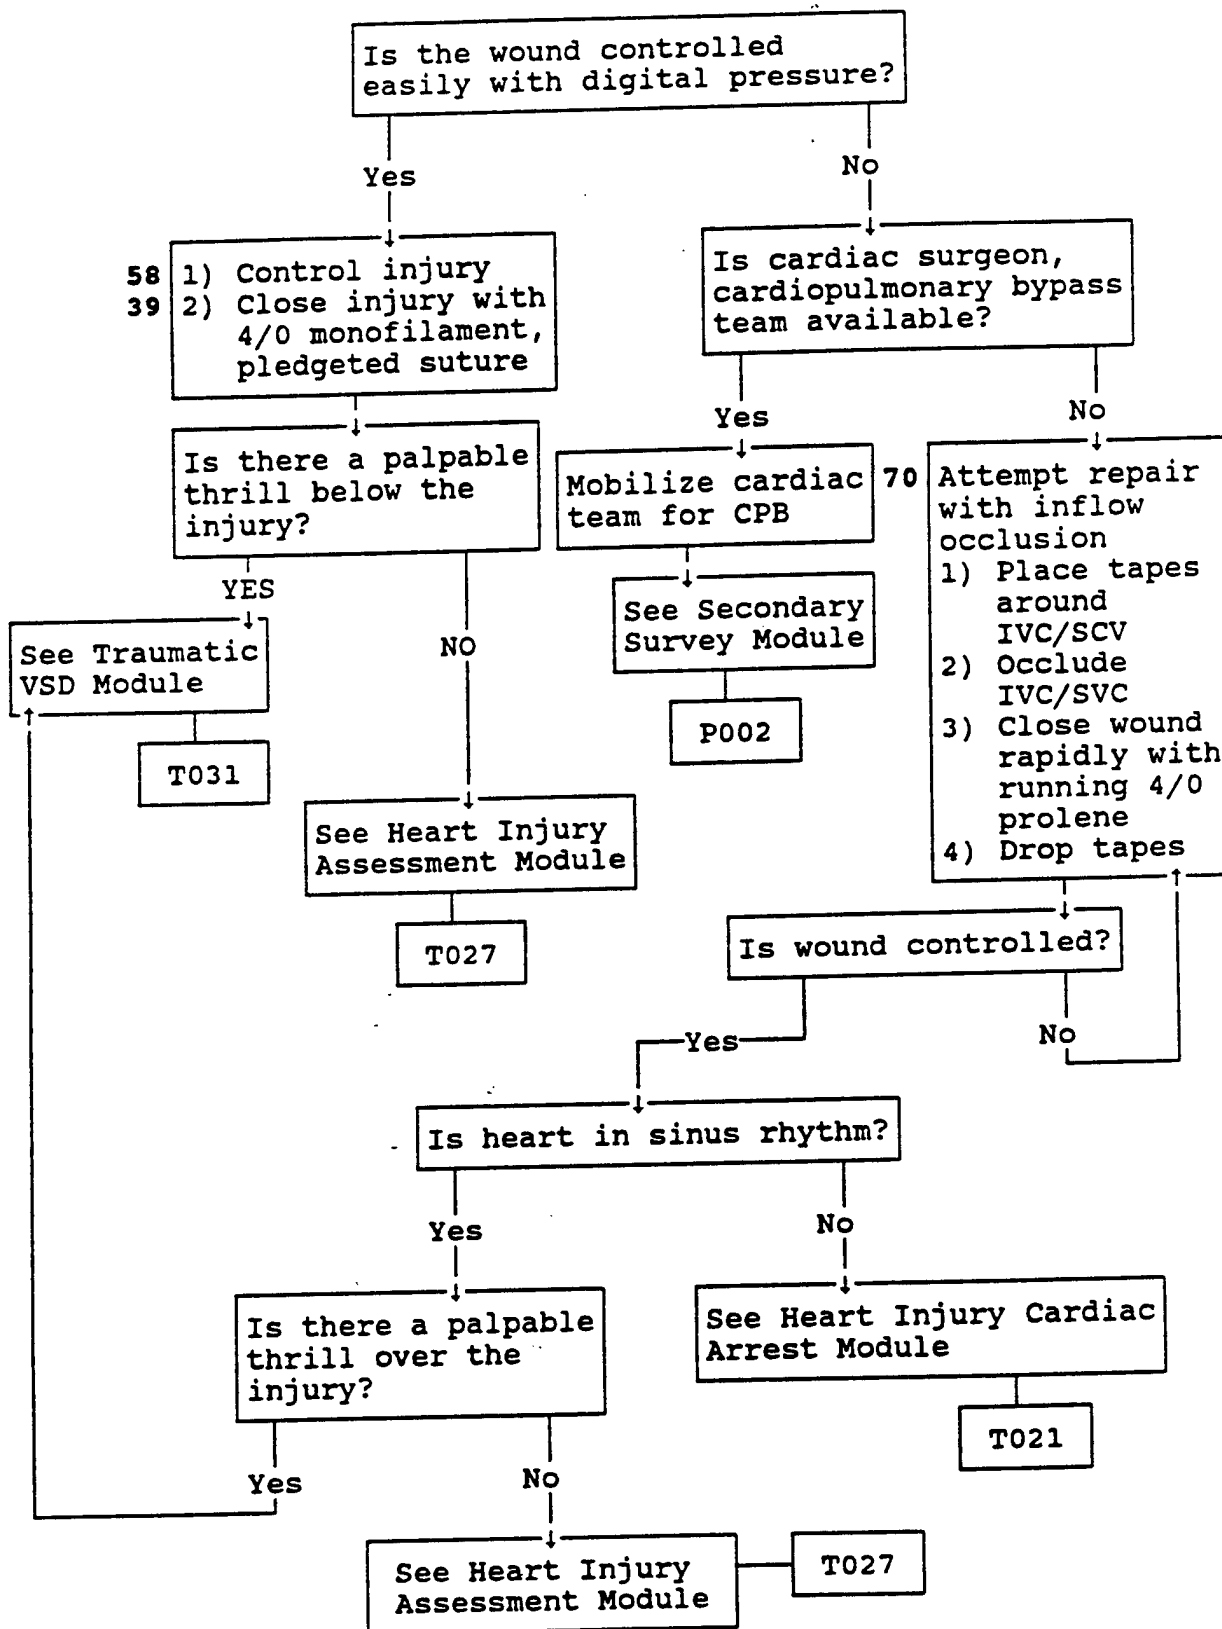 Is the wound controlled
easily with digital pressure?
Yes
No
58 1) Control injury
39 2) Close injury with
4/0 monofilament,
pledgeted suture
Is cardiac surgeon,
cardiopulmonary bypass
team available?
Yes
No
Is there a palpable
thrill below the
injury?
Mobilize cardiac
team for CPB
70 Attempt repair
with inflow
occlusion
1) Place tapes
around
IVC/SCV
2) Occlude
IVC/SVC
3) Close wound
rapidly with
running 4/0
prolene
4) Drop tapes
YES
NO
See Secondary
Survey Module
P002
See Traumatic
VSD Module
T031
See Heart Injury
Assessment Module
T027
Is wound controlled?
Yes
No
Is heart in sinus rhythm?
Yes
No
Is there a palpable
thrill over the
injury?
See Heart Injury Cardiac
Arrest Module
T021
Yes
No
See Heart Injury
Assessment Module
T027